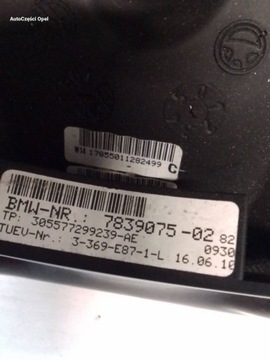 AutoCzęści Opel
WW 17855011282499 C
BMW-NR.: 7839075-02 82
TP: 305577299239-AE 0930
TUEV-Nr.: 3-369-E87-1-L 16.06.10